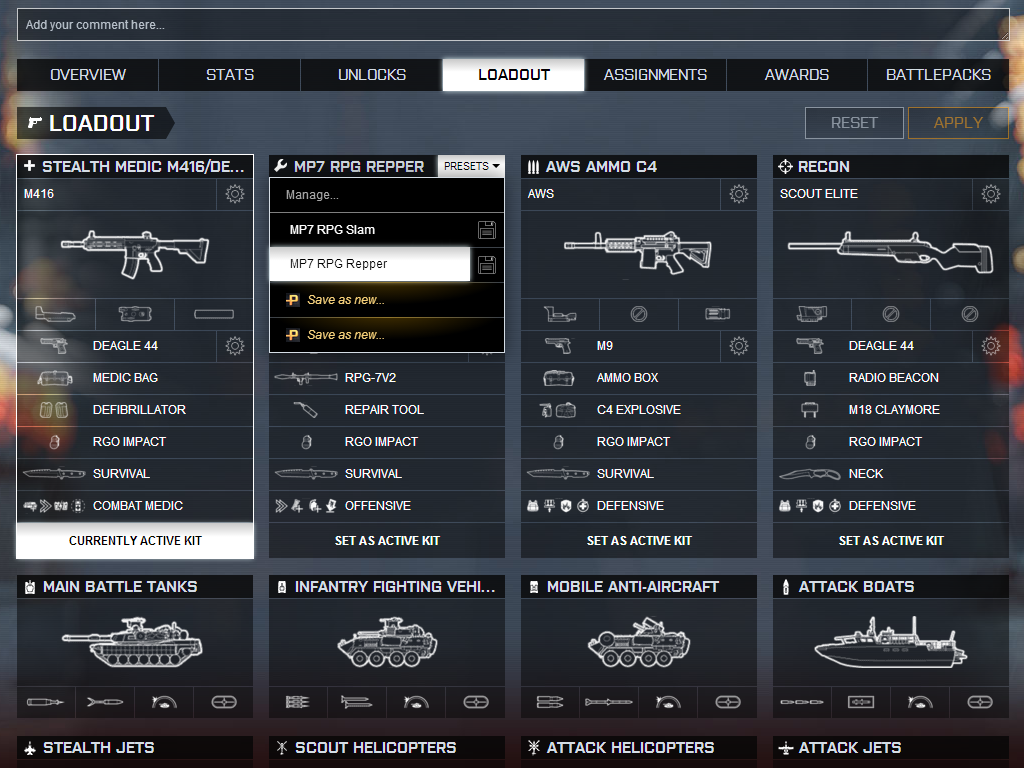 Add your comment here...
OVERVIEW
STATS
UNLOCKS
LOADOUT
ASSIGNMENTS
AWARDS
BATTLEPACKS
LOADOUT
RESET
APPLY
STEALTH MEDIC M416/DE...
M416
DEAGLE 44
MEDIC BAG
DEFIBRILLATOR
RGO IMPACT
SURVIVAL
COMBAT MEDIC
CURRENTLY ACTIVE KIT
MP7 RPG REPPER
PRESETS
Manage...
MP7 RPG Slam
MP7 RPG Repper
P Save as new...
P Save as new...
RPG-7V2
REPAIR TOOL
RGO IMPACT
SURVIVAL
OFFENSIVE
SET AS ACTIVE KIT
AWS AMMO C4
AWS
M9
AMMO BOX
C4 EXPLOSIVE
RGO IMPACT
SURVIVAL
DEFENSIVE
SET AS ACTIVE KIT
RECON
SCOUT ELITE
DEAGLE 44
RADIO BEACON
M18 CLAYMORE
RGO IMPACT
NECK
DEFENSIVE
SET AS ACTIVE KIT
MAIN BATTLE TANKS
INFANTRY FIGHTING VEHI...
MOBILE ANTI-AIRCRAFT
ATTACK BOATS
STEALTH JETS
SCOUT HELICOPTERS
ATTACK HELICOPTERS
ATTACK JETS